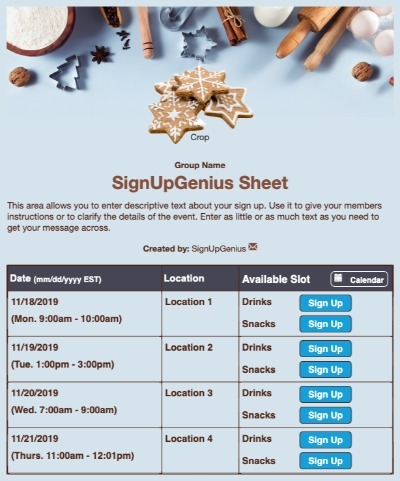 Crop
Group Name
SignUpGenius Sheet
This area allows you to enter descriptive text about your sign up. Use it to give your members
instructions or to clarify the details of the event. Enter as little or as much text as you need to
get your message across.
Created by: SignUpGenius
Date (mm/dd/yyyy EST) Location Available Slot Calendar
11/18/2019 Location 1 Drinks Sign Up
(Mon. 9:00am - 10:00am) Snacks Sign Up
11/19/2019 Location 2 Drinks Sign Up
(Tue. 1:00pm - 3:00pm) Snacks Sign Up
11/20/2019 Location 3 Drinks Sign Up
(Wed. 7:00am - 9:00am) Snacks Sign Up
11/21/2019 Location 4 Drinks Sign Up
(Thurs. 11:00am - 12:01pm) Snacks Sign Up